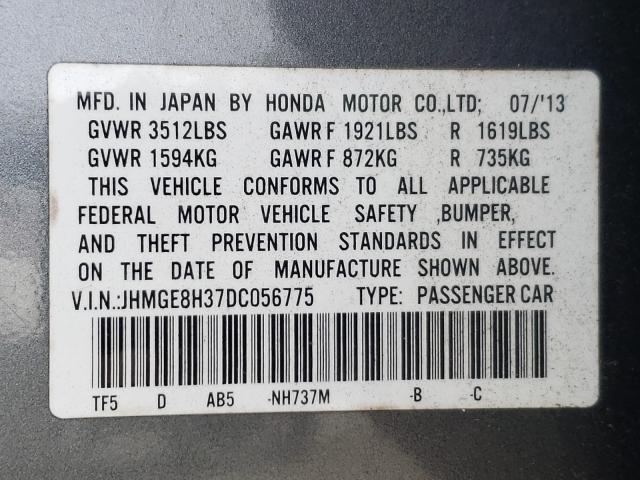 MFD. IN JAPAN BY HONDA MOTOR CO.,LTD; 07/'13
GVWR 3512LBS GAWR F 1921LBS R 1619LBS
GVWR 1594KG GAWR F 872KG R 735KG
THIS VEHICLE CONFORMS TO ALL APPLICABLE
FEDERAL MOTOR VEHICLE SAFETY ,BUMPER,
AND THEFT PREVENTION STANDARDS IN EFFECT
ON THE DATE OF MANUFACTURE SHOWN ABOVE.
V.I.N.:JHMGE8H37DC056775 TYPE: PASSENGER CAR
TF5 D AB5 -NH737M -B -C